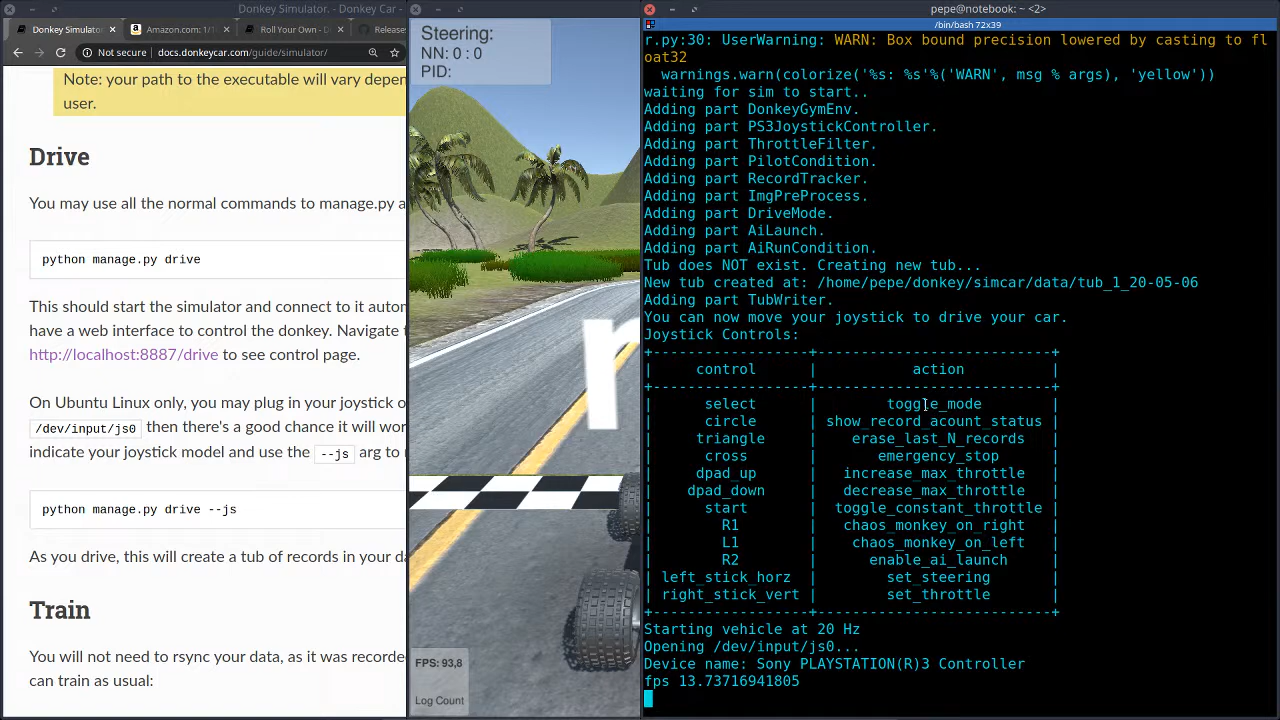 Donkey Simulator. - Donkey Car -
pepe@notebook: ~ <2>
Donkey Simulator
Amazon.com: 1/
Roll Your Own - Do
Releases
/bin/bash 72x39
Not secure | docs.donkeycar.com/guide/simulator/
Note: your path to the executable will vary depen
user.
Drive
You may use all the normal commands to manage.py a
python manage.py drive
This should start the simulator and connect to it autor
have a web interface to control the donkey. Navigate t
http://localhost:8887/drive to see control page.
On Ubuntu Linux only, you may plug in your joystick o
/dev/input/js0 then there's a good chance it will wor
indicate your joystick model and use the --js arg to r
python manage.py drive --js
As you drive, this will create a tub of records in your da
Train
You will not need to rsync your data, as it was recorde
can train as usual:
Steering:
NN: 0 : 0
PID:
FPS: 93,8
Log Count
r.py:30: UserWarning: WARN: Box bound precision lowered by casting to fl
oat32
warnings.warn(colorize('%s: %s'%('WARN', msg % args), 'yellow'))
waiting for sim to start..
Adding part DonkeyGymEnv.
Adding part PS3JoystickController.
Adding part ThrottleFilter.
Adding part PilotCondition.
Adding part RecordTracker.
Adding part ImgPreProcess.
Adding part DriveMode.
Adding part AiLaunch.
Adding part AiRunCondition.
Tub does NOT exist. Creating new tub...
New tub created at: /home/pepe/donkey/simcar/data/tub_1_20-05-06
Adding part TubWriter.
You can now move your joystick to drive your car.
Joystick Controls:
+------------------+---------------------------+
| control | action |
+------------------+---------------------------+
| select | toggle_mode |
| circle | show_record_acount_status |
| triangle | erase_last_N_records |
| cross | emergency_stop |
| dpad_up | increase_max_throttle |
| dpad_down | decrease_max_throttle |
| start | toggle_constant_throttle |
| R1 | chaos_monkey_on_right |
| L1 | chaos_monkey_on_left |
| R2 | enable_ai_launch |
| left_stick_horz | set_steering |
| right_stick_vert | set_throttle |
+------------------+---------------------------+
Starting vehicle at 20 Hz
Opening /dev/input/js0...
Device name: Sony PLAYSTATION(R)3 Controller
fps 13.73716941805